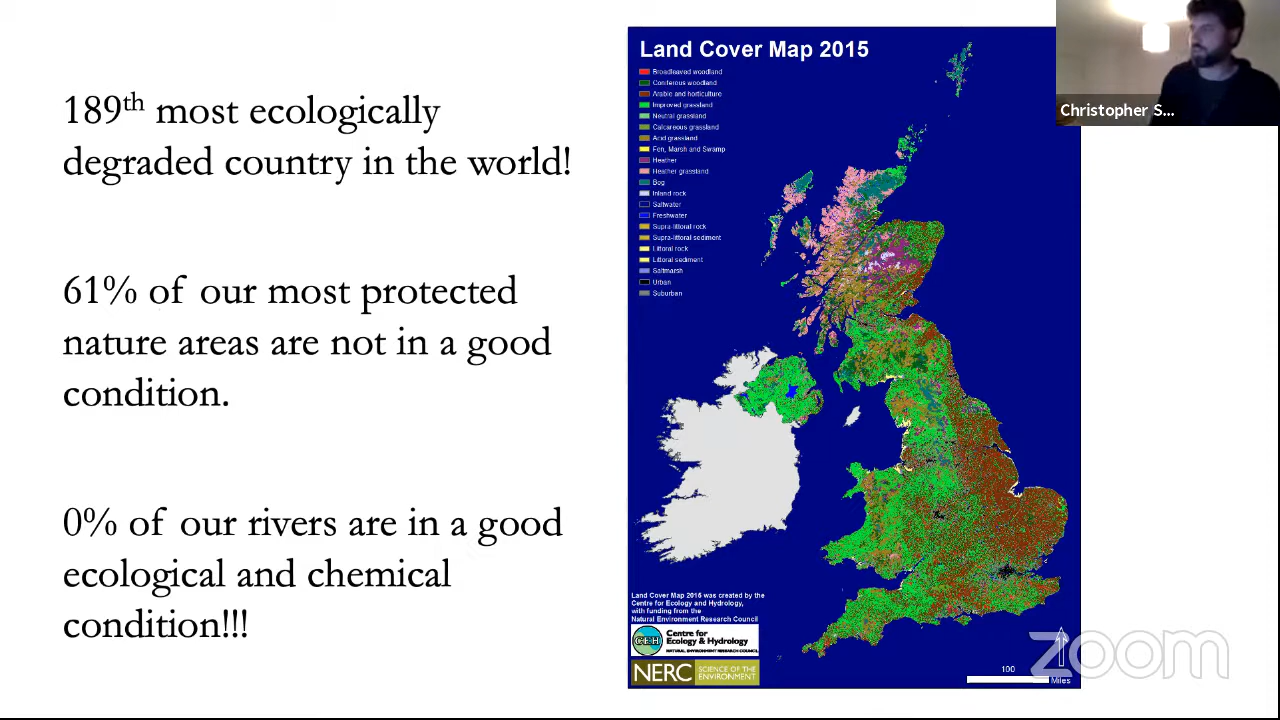 189th most ecologically
degraded country in the world!
61% of our most protected
nature areas are not in a good
condition.
0% of our rivers are in a good
ecological and chemical
condition!!!
Land Cover Map 2015
Broadleaved woodland
Coniferous woodland
Arable and horticulture
Improved grassland
Neutral grassland
Calcareous grassland
Acid grassland
Fen, Marsh and Swamp
Heather
Heather grassland
Bog
Inland rock
Saltwater
Freshwater
Supra-littoral rock
Supra-littoral sediment
Littoral rock
Littoral sediment
Saltmarsh
Urban
Suburban
Land Cover Map 2015 was created by the
Centre for Ecology and Hydrology,
with funding from the
Natural Environment Research Council
CEH
Centre for
Ecology & Hydrology
NATURAL ENVIRONMENT RESEARCH COUNCIL
NERC
SCIENCE OF THE
ENVIRONMENT
100
Miles
Christopher S...
zoom